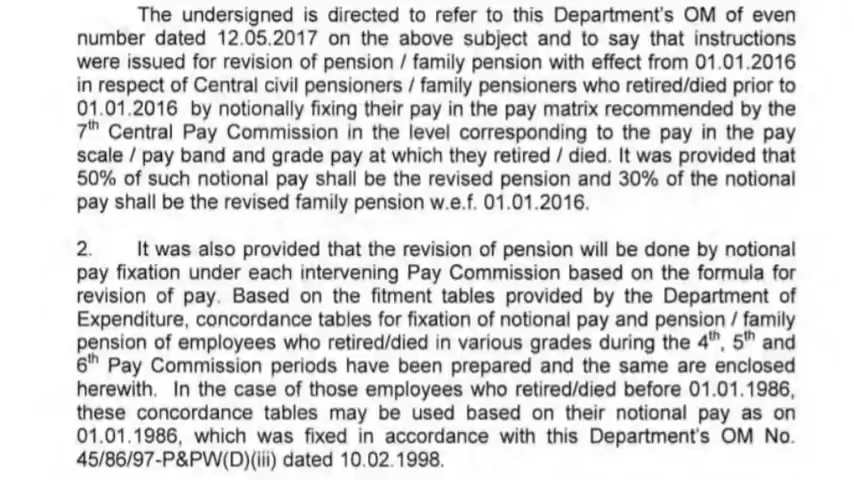 The undersigned is directed to refer to this Department's OM of even
number dated 12.05.2017 on the above subject and to say that instructions
were issued for revision of pension / family pension with effect from 01.01.2016
in respect of Central civil pensioners / family pensioners who retired/died prior to
01.01.2016 by notionally fixing their pay in the pay matrix recommended by the
7th Central Pay Commission in the level corresponding to the pay in the pay
scale / pay band and grade pay at which they retired / died. It was provided that
50% of such notional pay shall be the revised pension and 30% of the notional
pay shall be the revised family pension w.e.f. 01.01.2016.
2. It was also provided that the revision of pension will be done by notional
pay fixation under each intervening Pay Commission based on the formula for
revision of pay. Based on the fitment tables provided by the Department of
Expenditure, concordance tables for fixation of notional pay and pension / family
pension of employees who retired/died in various grades during the 4th, 5th and
6th Pay Commission periods have been prepared and the same are enclosed
herewith. In the case of those employees who retired/died before 01.01.1986,
these concordance tables may be used based on their notional pay as on
01.01.1986, which was fixed in accordance with this Department's OM No.
45/86/97-P&PW(D)(iii) dated 10.02.1998.